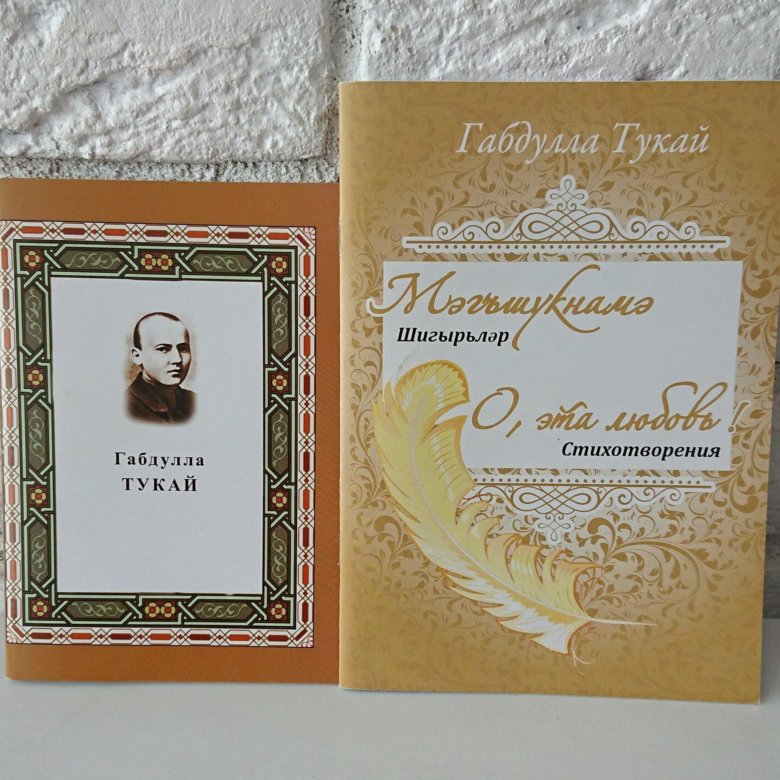 Габдулла
ТУКАЙ
Габдулла Тукай
Мәгъшукнамә
Шигырьләр
О, эта любовь!
Стихотворения